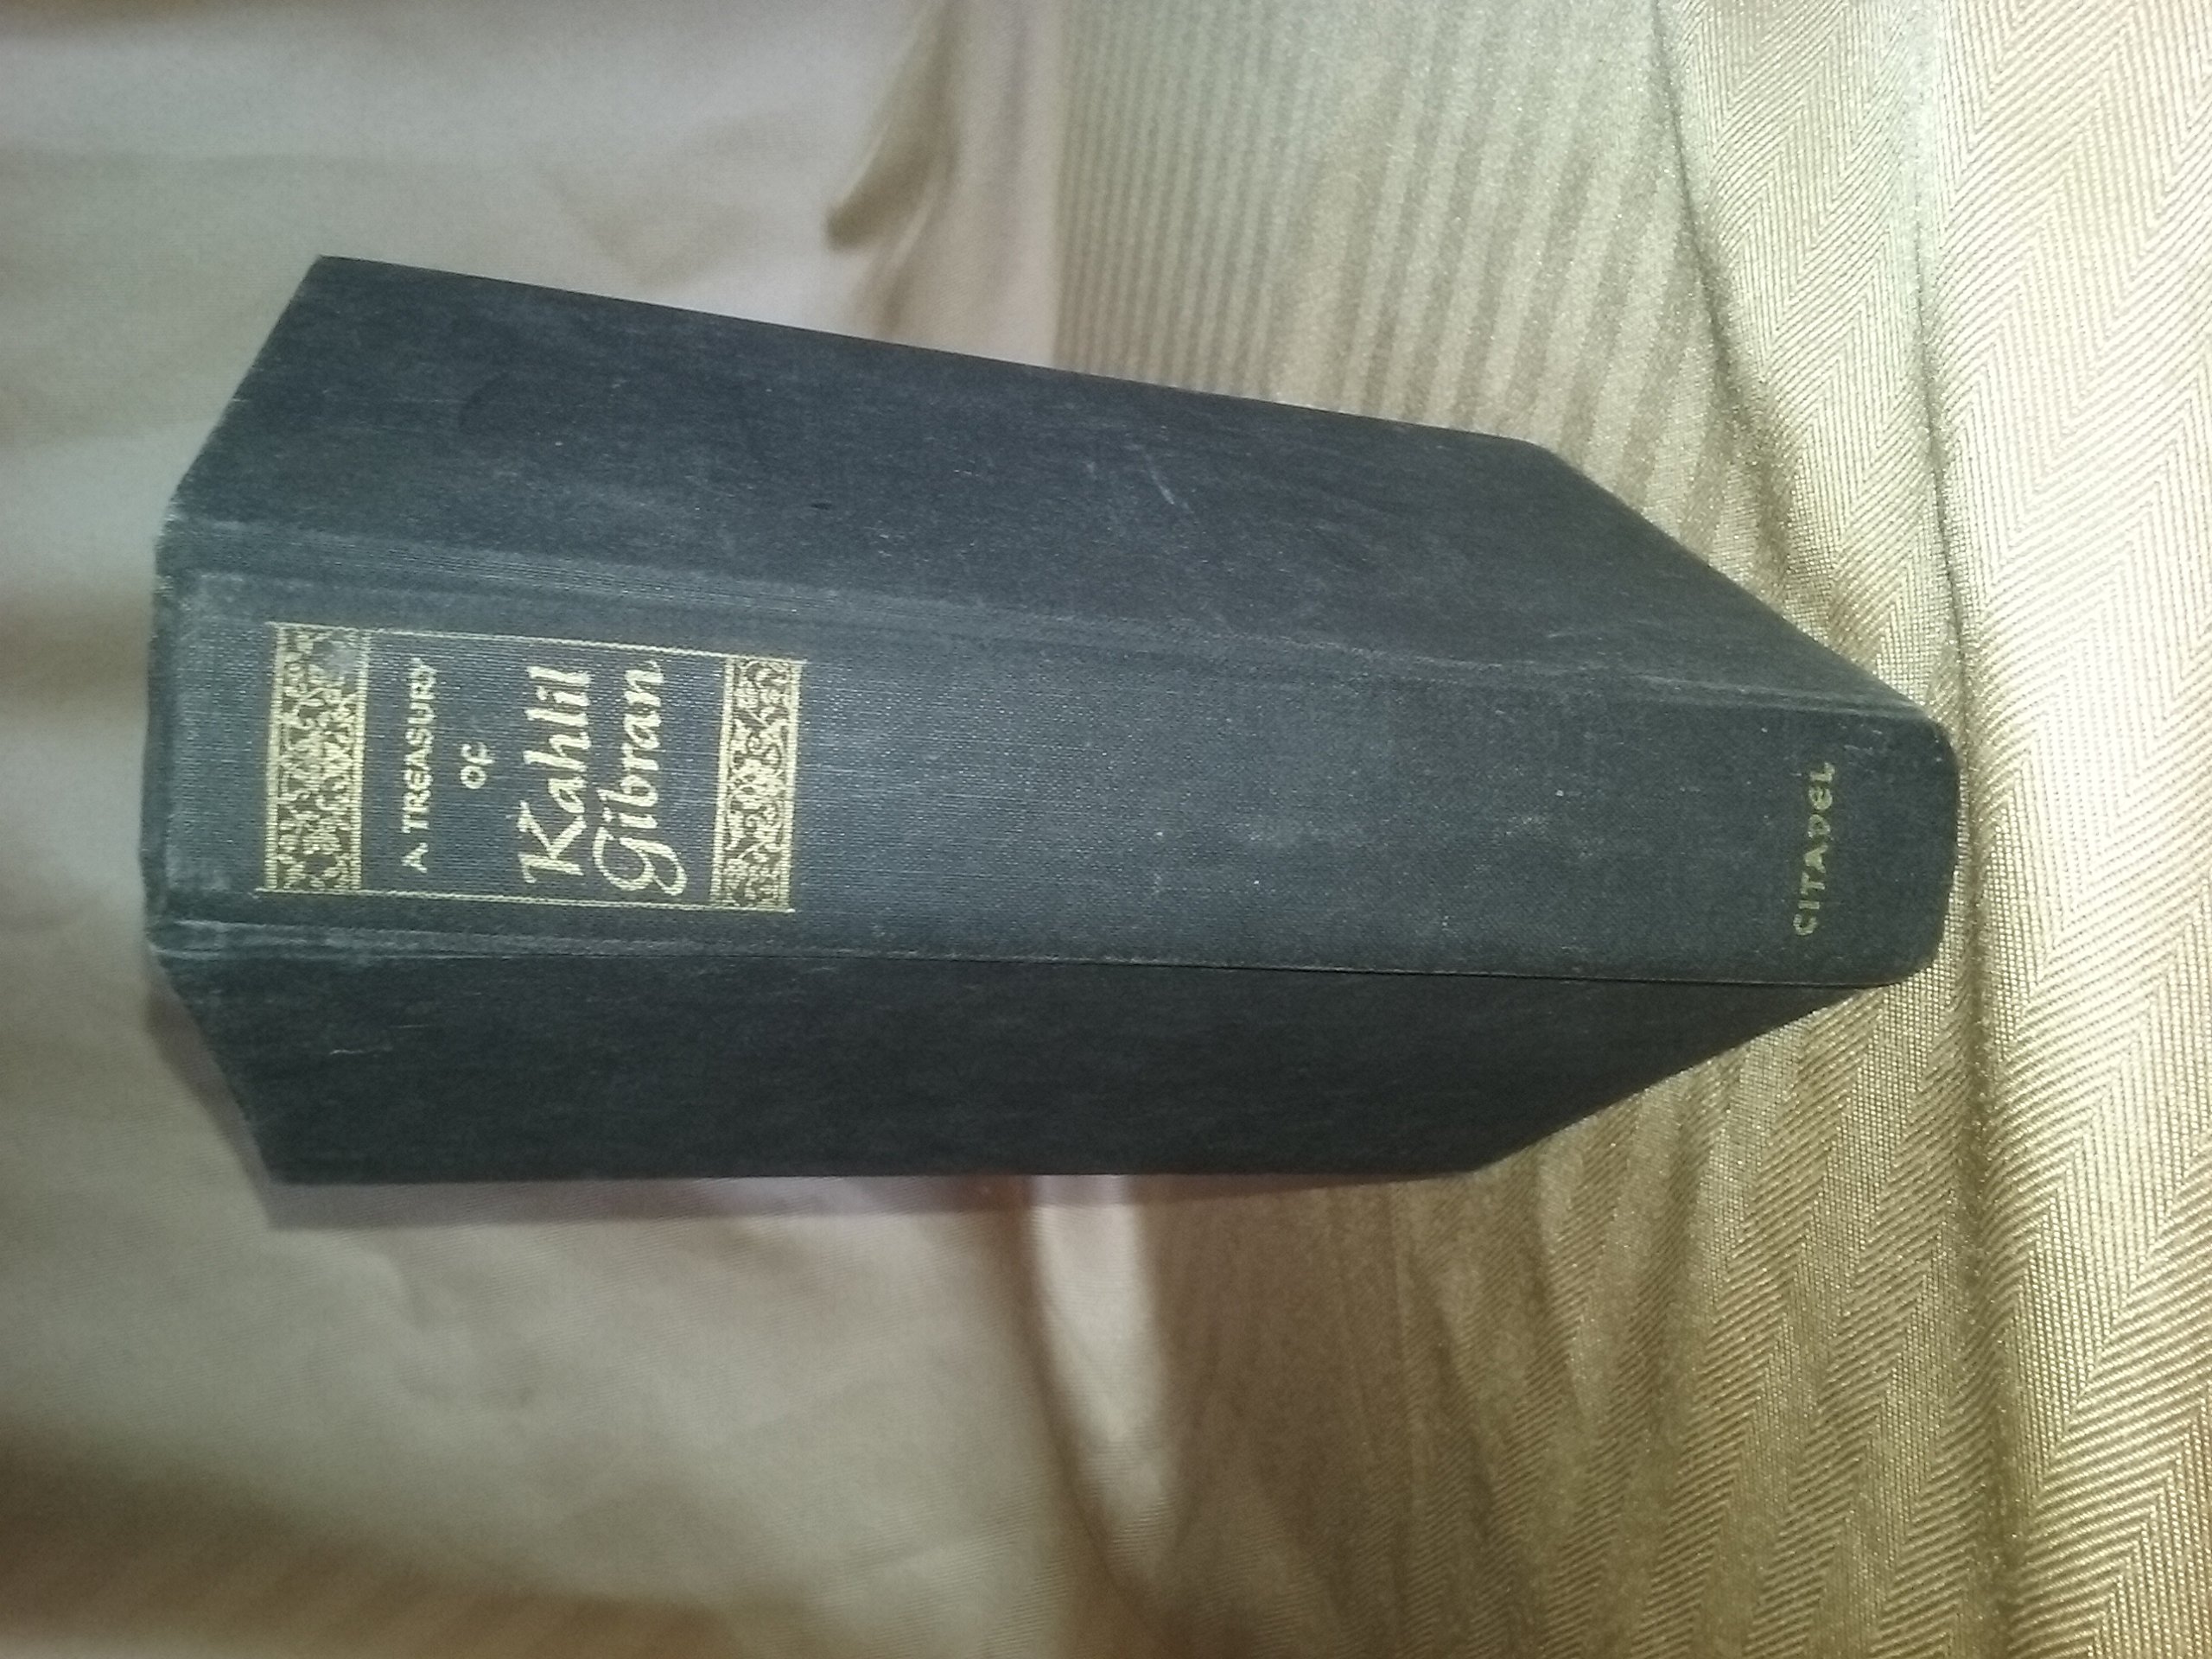 A TREASURY
OF
Kahlil
Gibran
CITADEL